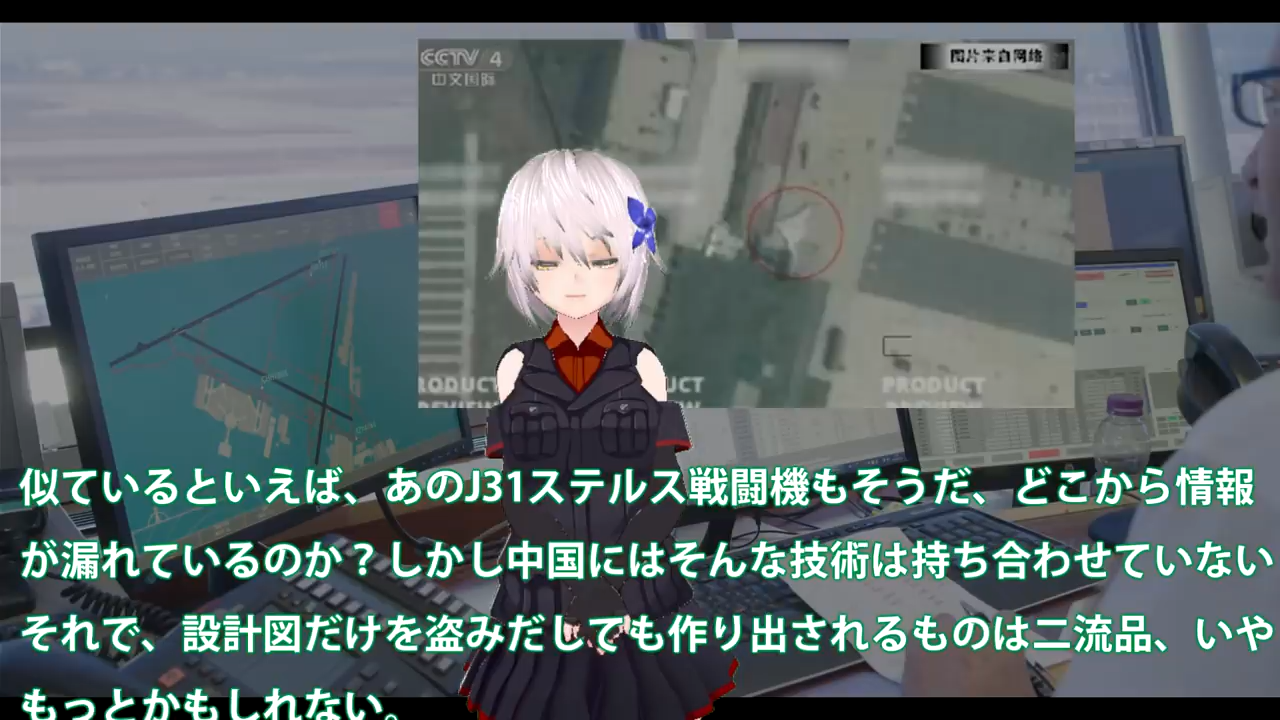 CCTV 4
中文国际
图片来自网络
PRODUCT
PRODUCT
似ているといえば、あのJ31ステルス戦闘機もそうだ、どこから情報
が漏れているのか？しかし中国にはそんな技術は持ち合わせていない
それで、設計図だけを盗みだしても作り出されるものは二流品、いや
もっとかもしれない。